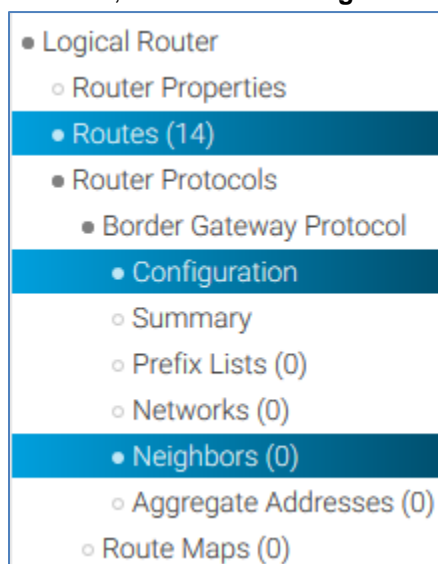 Logical Router
Router Properties
Routes (14)
Router Protocols
Border Gateway Protocol
Configuration
Summary
Prefix Lists (0)
Networks (0)
Neighbors (0)
Aggregate Addresses (0)
Route Maps (0)